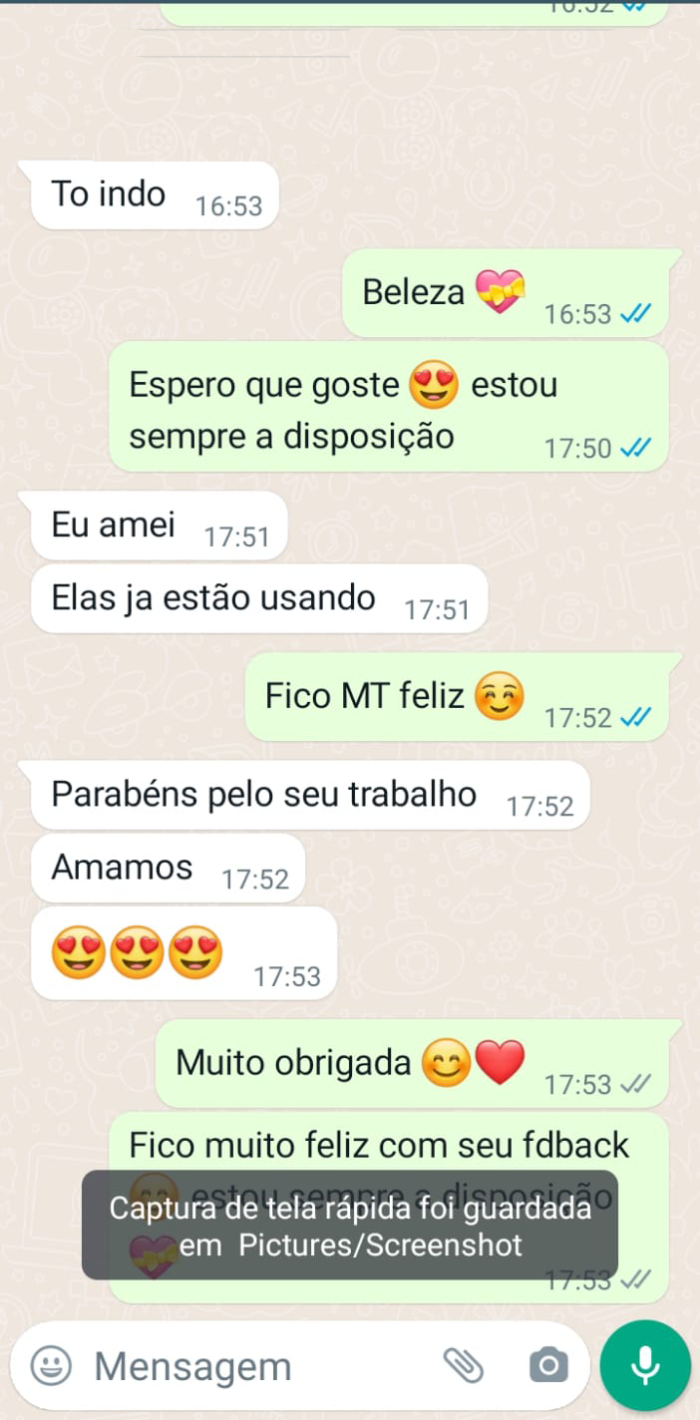 16:52
To indo 16:53
Beleza 💝 16:53
Espero que goste 😍 estou
sempre a disposição 17:50
Eu amei 17:51
Elas ja estão usando 17:51
Fico MT feliz ☺️ 17:52
Parabéns pelo seu trabalho 17:52
Amamos 17:52
😍😍😍 17:53
Muito obrigada 😊❤️ 17:53
Fico muito feliz com seu fdback
estou sempre a disposição
Captura de tela rápida foi guardada
em Pictures/Screenshot
17:53
Mensagem